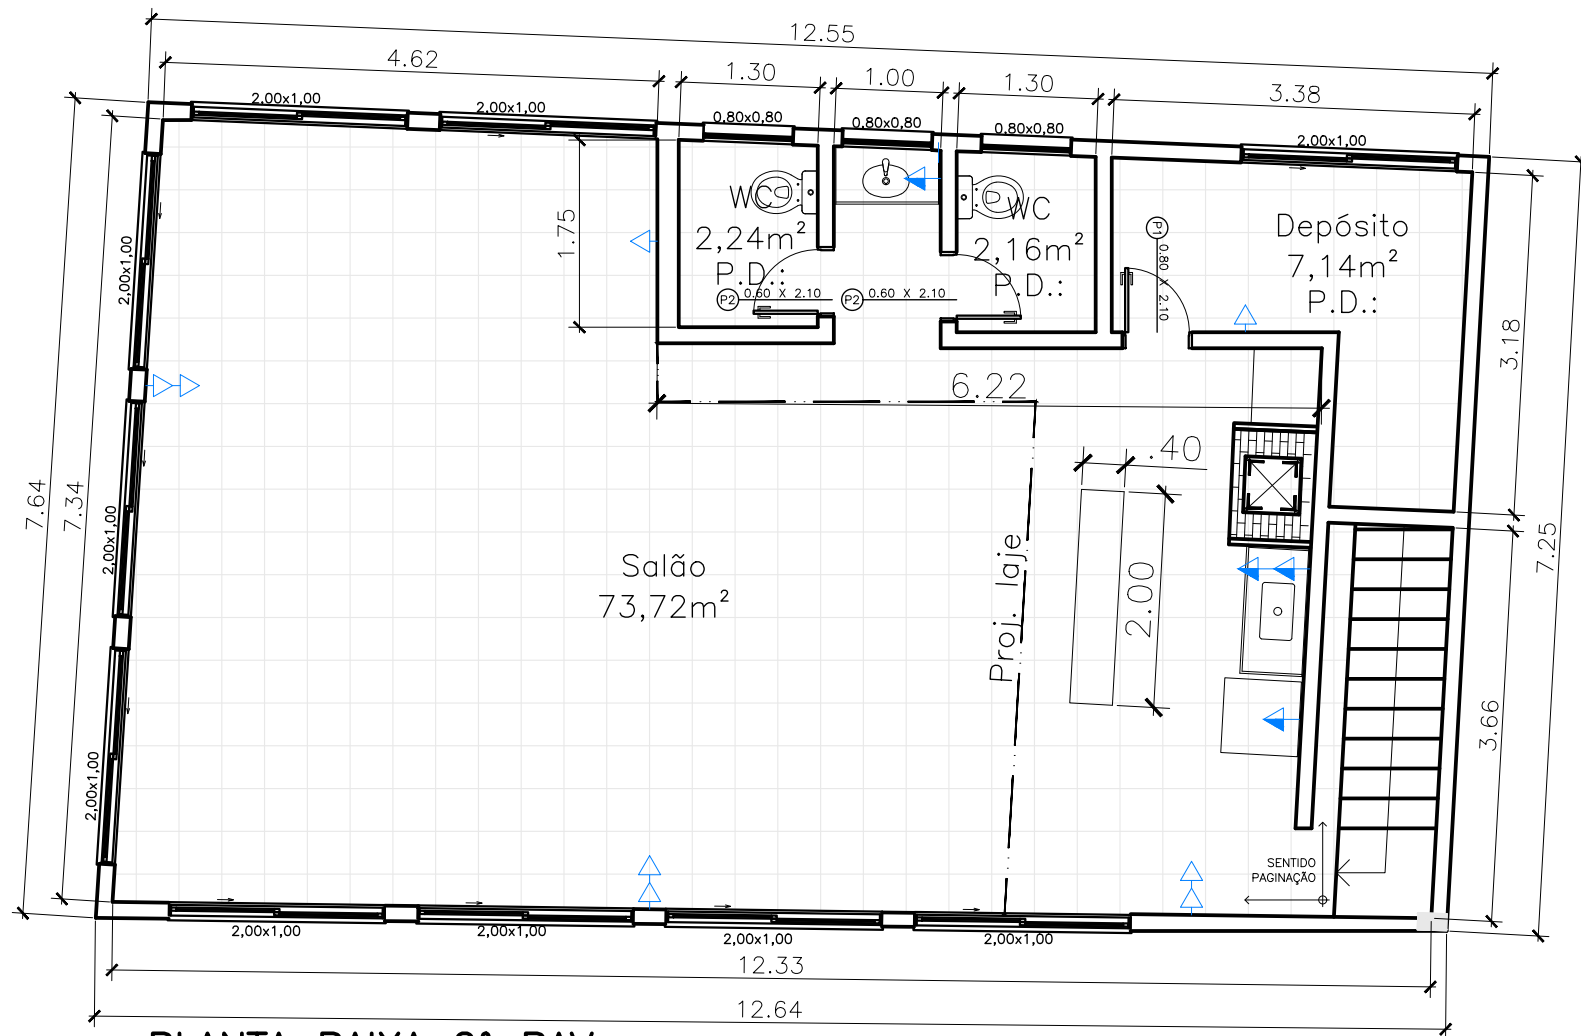 12.55
4.62
1.30
1.00
1.30
3.38
2,00x1,00
2,00x1,00
0.80x0,80
0.80x0,80
0.80x0,80
2,00x1,00
WC
2,24m²
P.D.:
WC
2,16m²
P.D.:
Depósito
7,14m²
P.D.:
1.75
P2 0.60 X 2.10
P2 0.60 X 2.10
P1 0.80 X 2.10
2,00x1,00
2,00x1,00
2,00x1,00
7.64
7.34
6.22
.40
2.00
3.18
7.25
3.66
Salão
73,72m²
Proj. laje
SENTIDO
PAGINAÇÃO
2,00x1,00
2,00x1,00
2,00x1,00
2,00x1,00
12.33
12.64